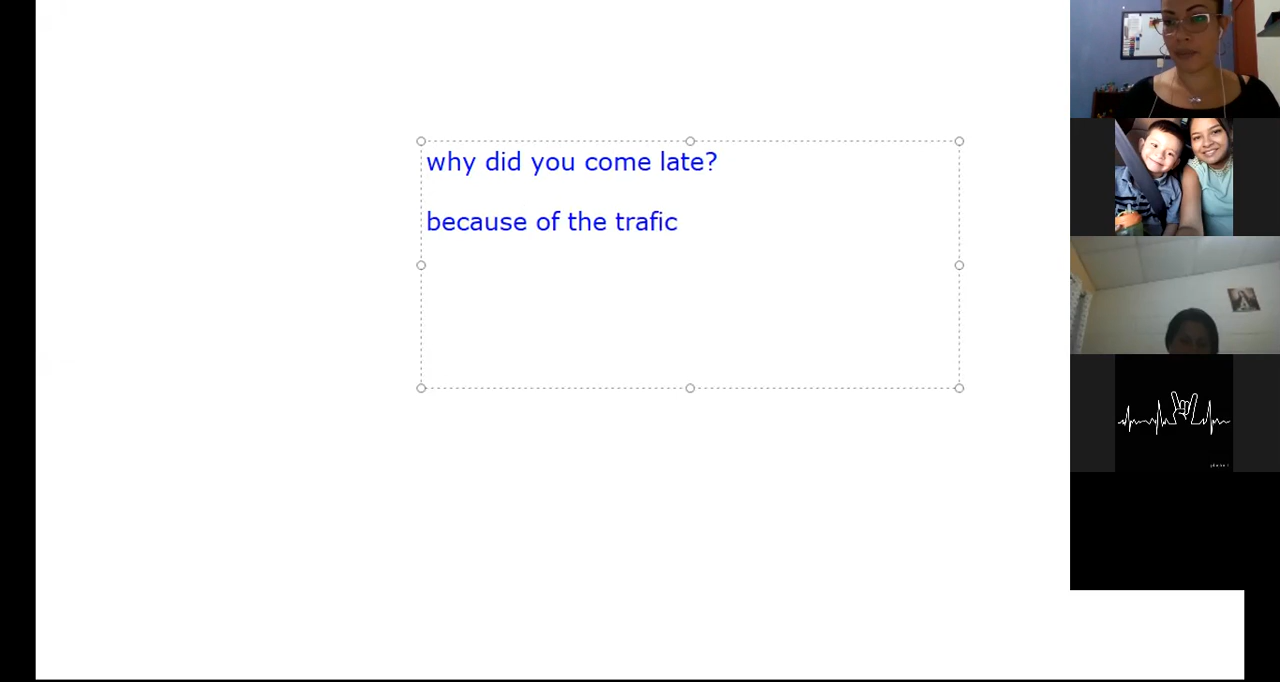 why did you come late?
because of the trafic